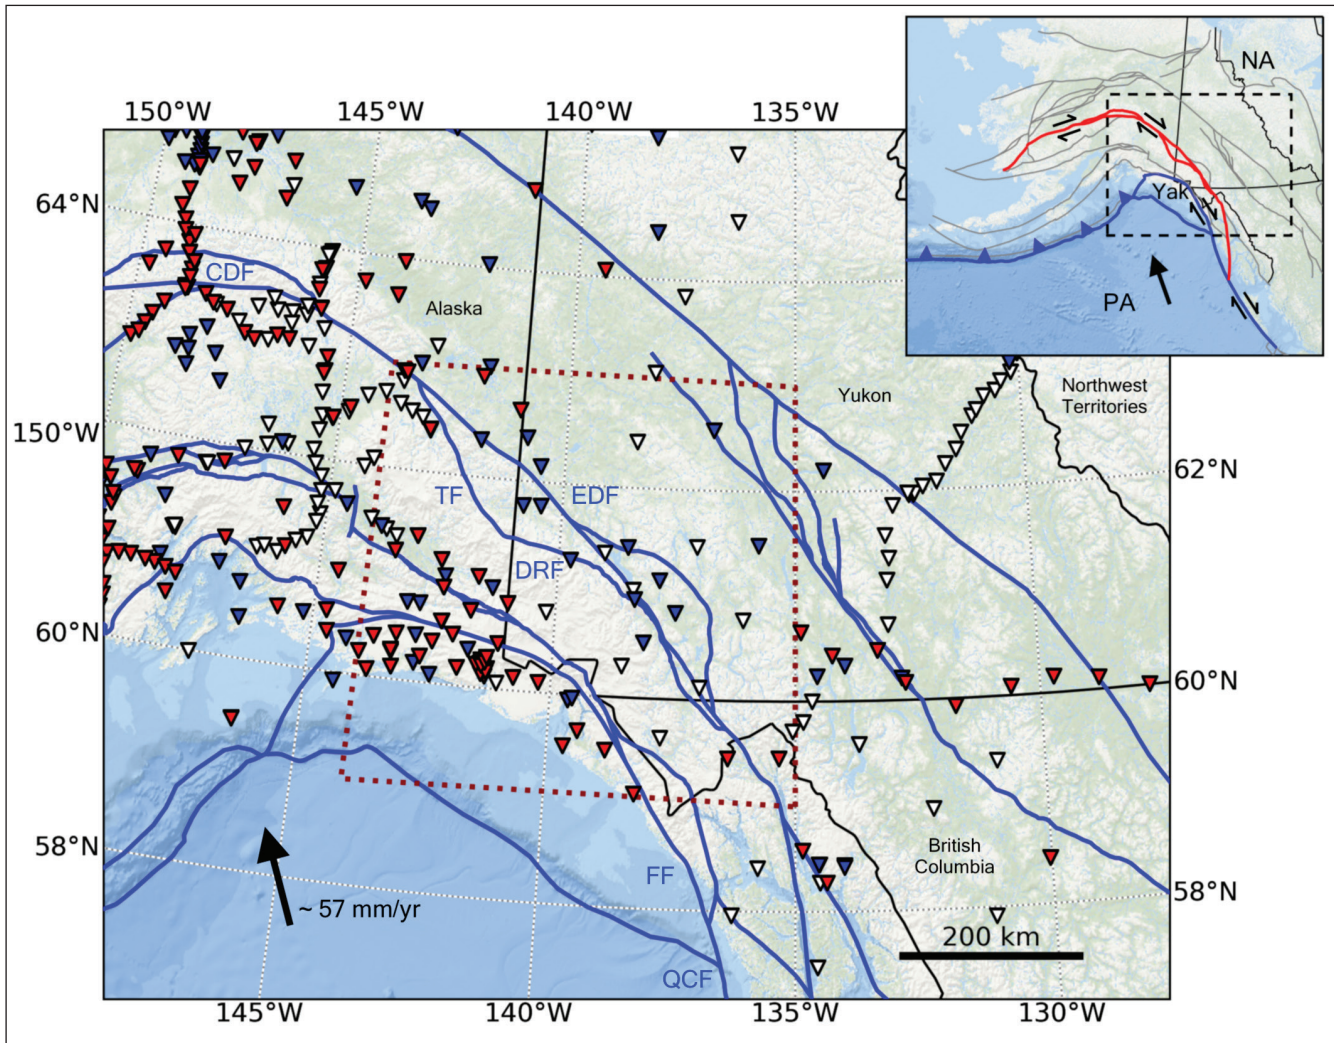 150°W
145°W
140°W
135°W
NA
Yak
PA
64°N
CDF
Alaska
Yukon
Northwest
Territories
150°W
62°N
TF
EDF
DRF
60°N
60°N
58°N
British
Columbia
FF
58°N
~ 57 mm/yr
200 km
QCF
145°W
140°W
135°W
130°W